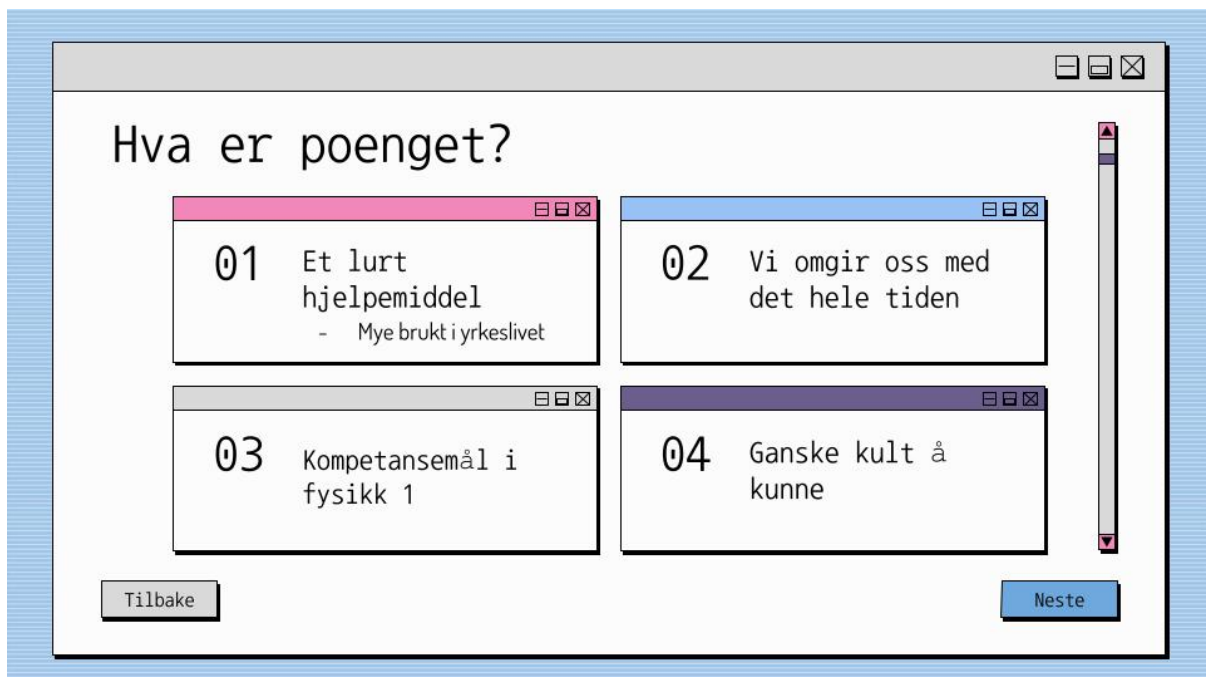 Hva er poenget?
01
Et lurt
hjelpemiddel
- Mye brukt i yrkeslivet
02
Vi omgir oss med
det hele tiden
03
Kompetansemål i
fysikk 1
04
Ganske kult å
kunne
Tilbake
Neste